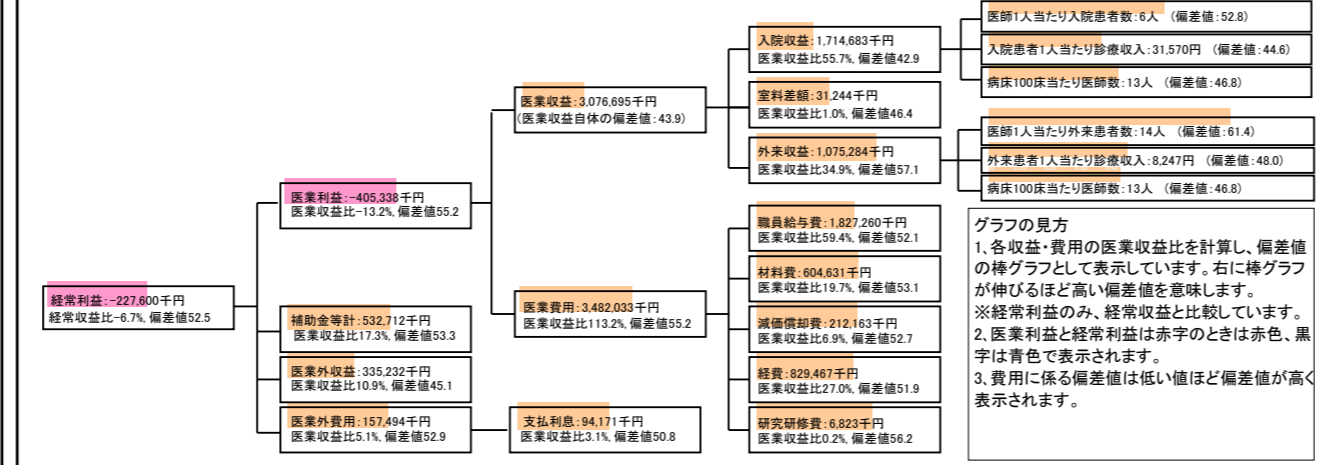 経常利益:-227,600千円
経常収比-6.7%, 偏差値52.5
医業利益:-405,338千円
医業収益比-13.2%, 偏差値55.2
補助金等計:532,712千円
医業収益比17.3%, 偏差値53.3
医業外収益:335,232千円
医業収益比10.9%, 偏差値45.1
医業外費用:157,494千円
医業収益比5.1%, 偏差値52.9
医業収益:3,076,695千円
(医業収益自体の偏差値:43.9)
医業費用:3,482,033千円
医業収益比113.2%, 偏差値55.2
支払利息:94,171千円
医業収益比3.1%, 偏差値50.8
入院収益:1,714,683千円
医業収益比55.7%, 偏差値42.9
室料差額:31,244千円
医業収益比1.0%, 偏差値46.4
外来収益:1,075,284千円
医業収益比34.9%, 偏差値57.1
職員給与費:1,827,260千円
医業収益比59.4%, 偏差値52.1
材料費:604,631千円
医業収益比19.7%, 偏差値53.1
減価償却費:212,163千円
医業収益比6.9%, 偏差値52.7
経費:829,467千円
医業収益比27.0%, 偏差値51.9
研究研修費:6,823千円
医業収益比0.2%, 偏差値56.2
医師1人当たり入院患者数:6人 (偏差値:52.8)
入院患者1人当たり診療収入:31,570円 (偏差値:44.6)
病床100床当たり医師数:13人 (偏差値:46.8)
医師1人当たり外来患者数:14人 (偏差値:61.4)
外来患者1人当たり診療収入:8,247円 (偏差値:48.0)
病床100床当たり医師数:13人 (偏差値:46.8)
グラフの見方
1、各収益・費用の医業収益比を計算し、偏差値
の棒グラフとして表示しています。右に棒グラフ
が伸びるほど高い偏差値を意味します。
※経常利益のみ、経常収益と比較しています。
2、医業利益と経常利益は赤字のときは赤色、黒
字は青色で表示されます。
3、費用に係る偏差値は低い値ほど偏差値が高く
表示されます。